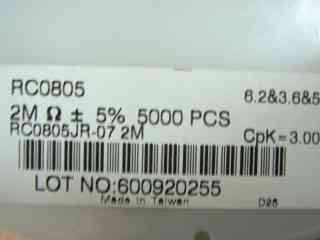 RC0805 6.2&3.6&5
2M Ω ± 5% 5000 PCS
RC0805JR-07 2M CpK=3.00
LOT NO:600920255
Made in Taiwan D25